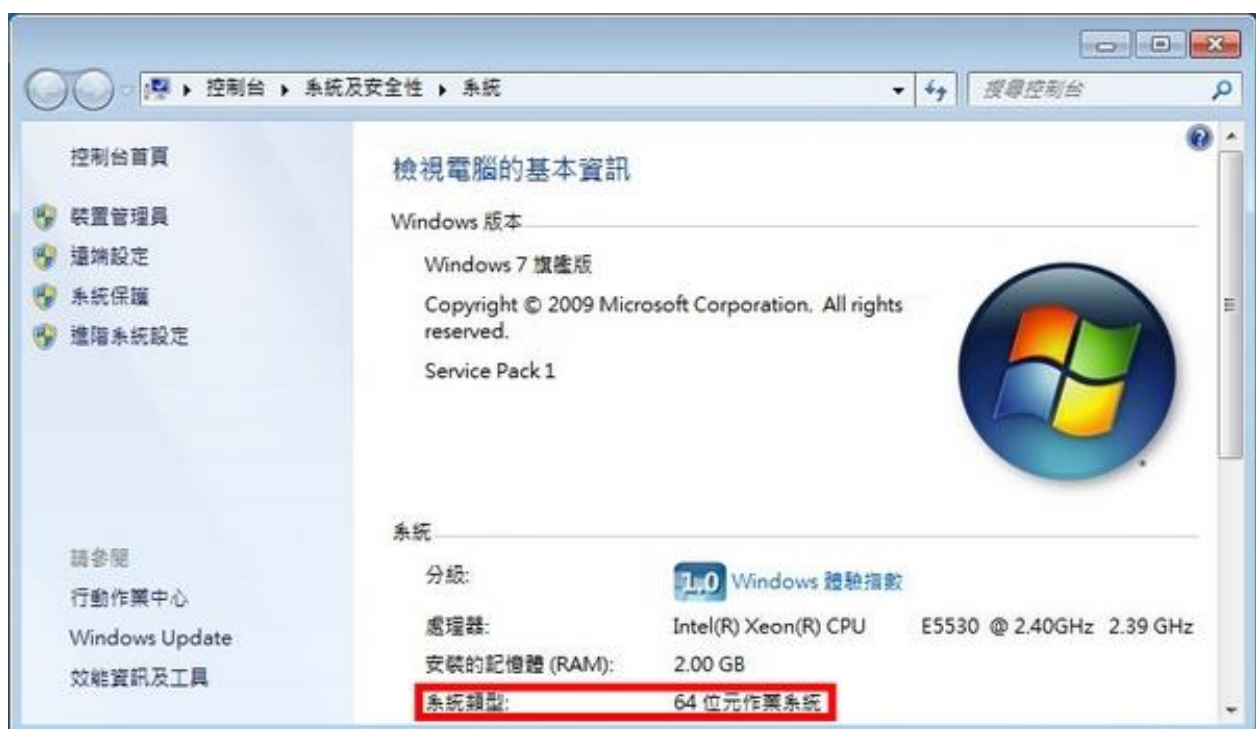 控制台 ▸ 系統及安全性 ▸ 系統
搜尋控制台
控制台首頁
裝置管理員
遠端設定
系統保護
進階系統設定
請參閱
行動作業中心
Windows Update
效能資訊及工具
檢視電腦的基本資訊
Windows 版本
Windows 7 旗艦版
Copyright © 2009 Microsoft Corporation. All rights
reserved.
Service Pack 1
系統
分級:
1.0 Windows 體驗指數
處理器: Intel(R) Xeon(R) CPU E5530 @ 2.40GHz 2.39 GHz
安裝的記憶體 (RAM): 2.00 GB
系統類型: 64 位元作業系統